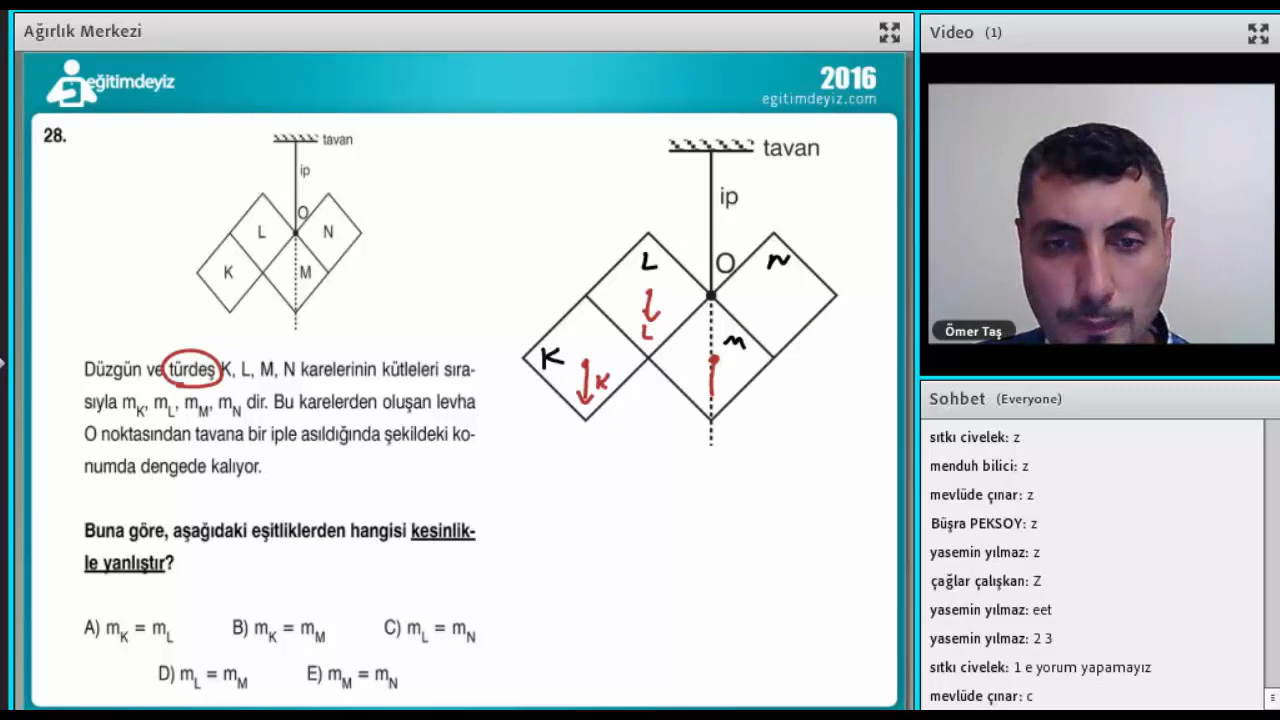 Ağırlık Merkezi
Video (1)
eğitimdeyiz
2016
egitimdeyiz.com
28.
tavan
ip
O
L
N
K
M
tavan
ip
O
L
N
L
K
K
M
Düzgün ve türdeş K, L, M, N karelerinin kütleleri sıra-
sıyla mK, mL, mM, mN dir. Bu karelerden oluşan levha
O noktasından tavana bir iple asıldığında şekildeki ko-
numda dengede kalıyor.
Buna göre, aşağıdaki eşitliklerden hangisi kesinlik-
le yanlıştır?
A) mK = mL B) mK = mM C) mL = mN
D) mL = mM E) mM = mN
Ömer Taş
Sohbet (Everyone)
sıtkı civelek: z
menduh bilici: z
mevlüde çınar: z
Büşra PEKSOY: z
yasemin yılmaz: z
çağlar çalışkan: Z
yasemin yılmaz: eet
yasemin yılmaz: 2 3
sıtkı civelek: 1 e yorum yapamayız
mevlüde çınar: c